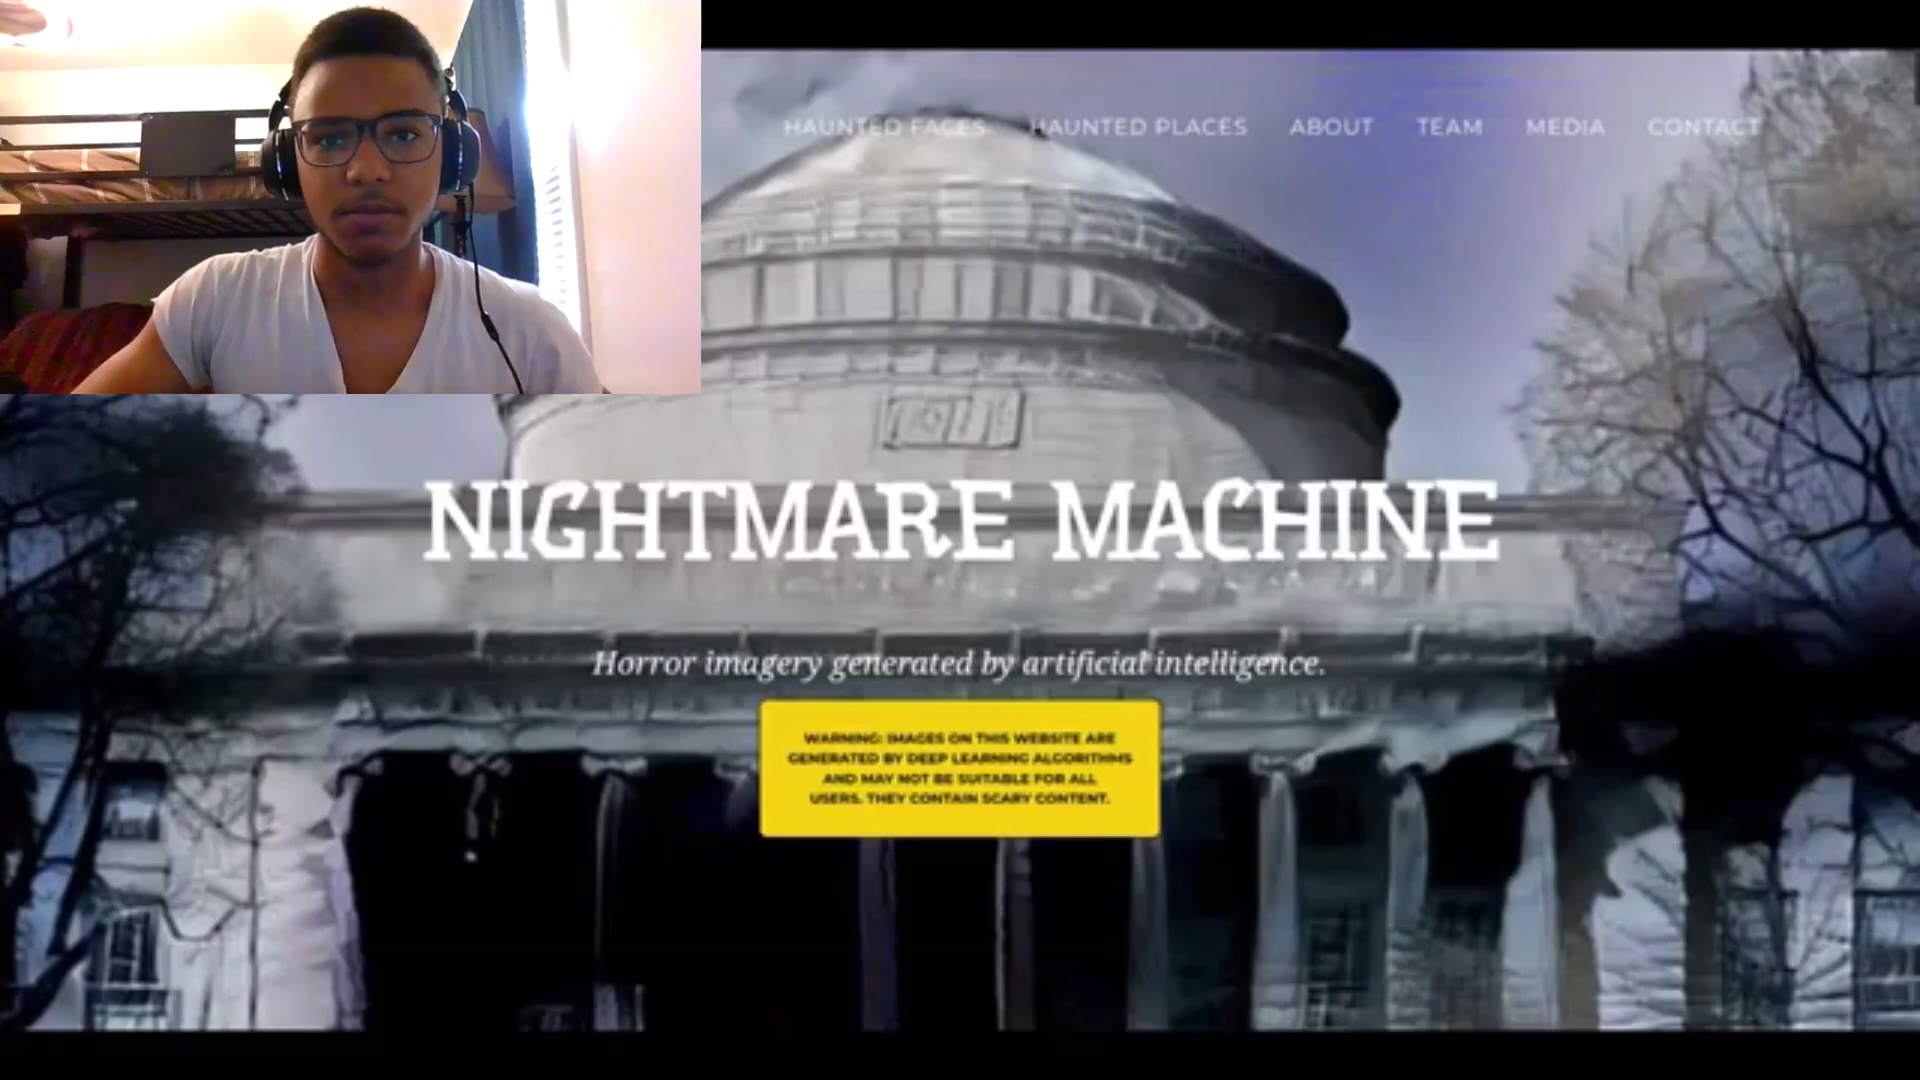 HAUNTED FACES HAUNTED PLACES ABOUT TEAM MEDIA CONTACT
NIGHTMARE MACHINE
Horror imagery generated by artificial intelligence.
WARNING: IMAGES ON THIS WEBSITE ARE
GENERATED BY DEEP LEARNING ALGORITHMS
AND MAY NOT BE SUITABLE FOR ALL
USERS. THEY CONTAIN SCARY CONTENT.